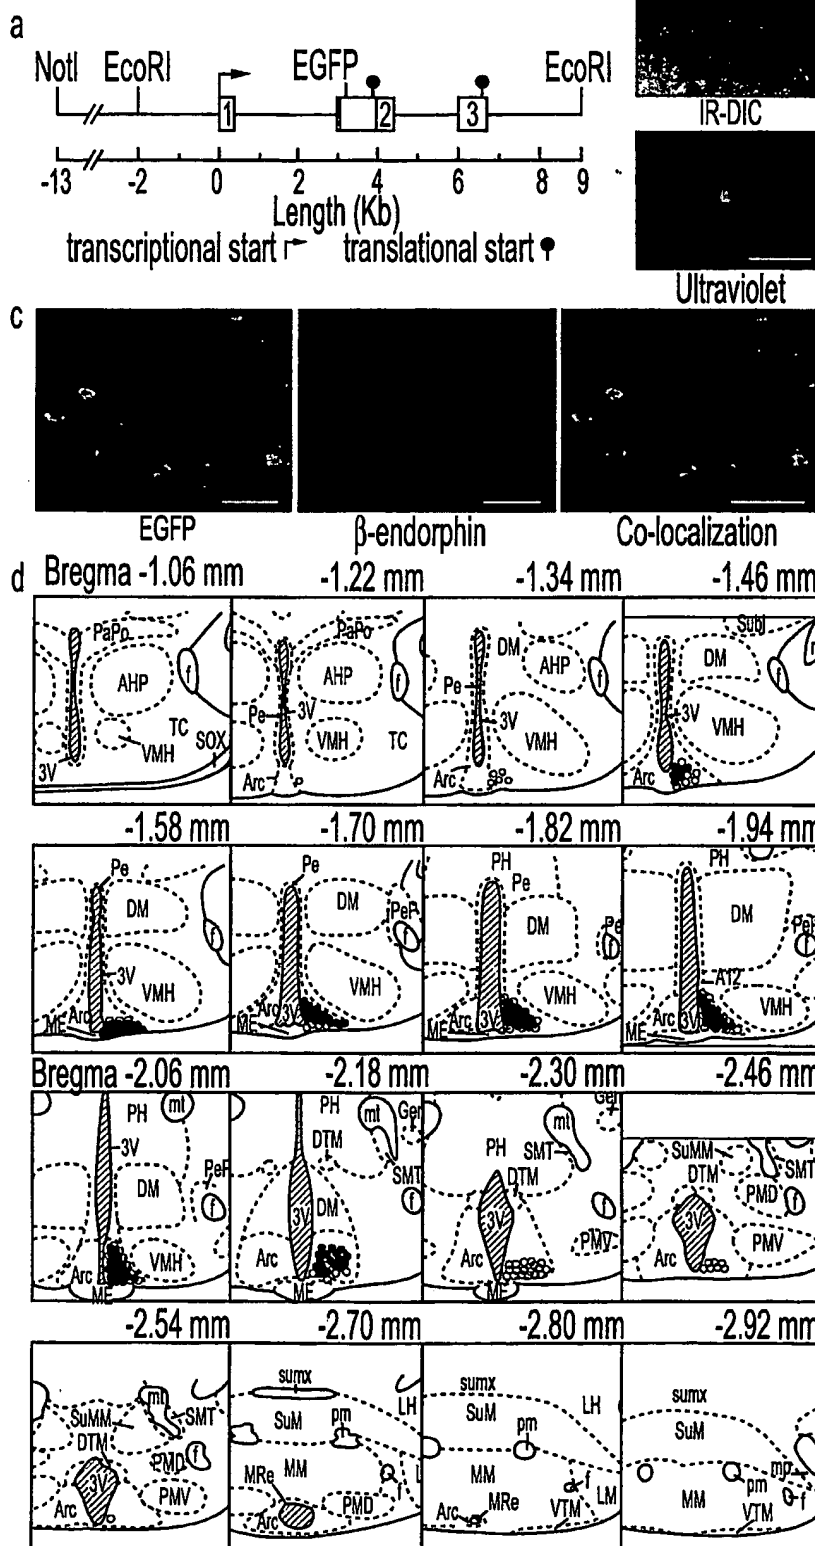 a
NotI EcoRI EGFP EcoRI
1 2 3
-13 -2 0 2 4 6 8 9
Length (Kb)
transcriptional start translational start
IR-DIC
Ultraviolet
c
EGFP β-endorphin Co-localization
d Bregma -1.06 mm -1.22 mm -1.34 mm -1.46 mm
PaPo AHP f TC VMH SOX 3V
PaPo AHP f Pe 3V VMH TC Arc
DM AHP f Pe 3V VMH Arc
SubI DM f 3V VMH Arc
-1.58 mm -1.70 mm -1.82 mm -1.94 mm
Pe DM f 3V VMH Arc ME
Pe DM PeF f VMH Arc 3V
PH Pe DM f VMH Arc 3V ME
PH DM f A12 VMH Arc 3V ME
Bregma -2.06 mm -2.18 mm -2.30 mm -2.46 mm
PH mt 3V PeF DM f Arc VMH ME
PH mt Ger DTM SMT DM f 3V Arc ME
mt PH SMT DTM 3V f PMV Arc
SuMM DTM SMT PMD f 3V PMV Arc
-2.54 mm -2.70 mm -2.80 mm -2.92 mm
mt SuMM SMT DTM PMD f 3V PMV Arc
sumx LH SuM pm MM f MRe PMD Arc
sumx SuM LH pm MM f LM Arc MRe VTM
sumx SuM mp pm MM f VTM